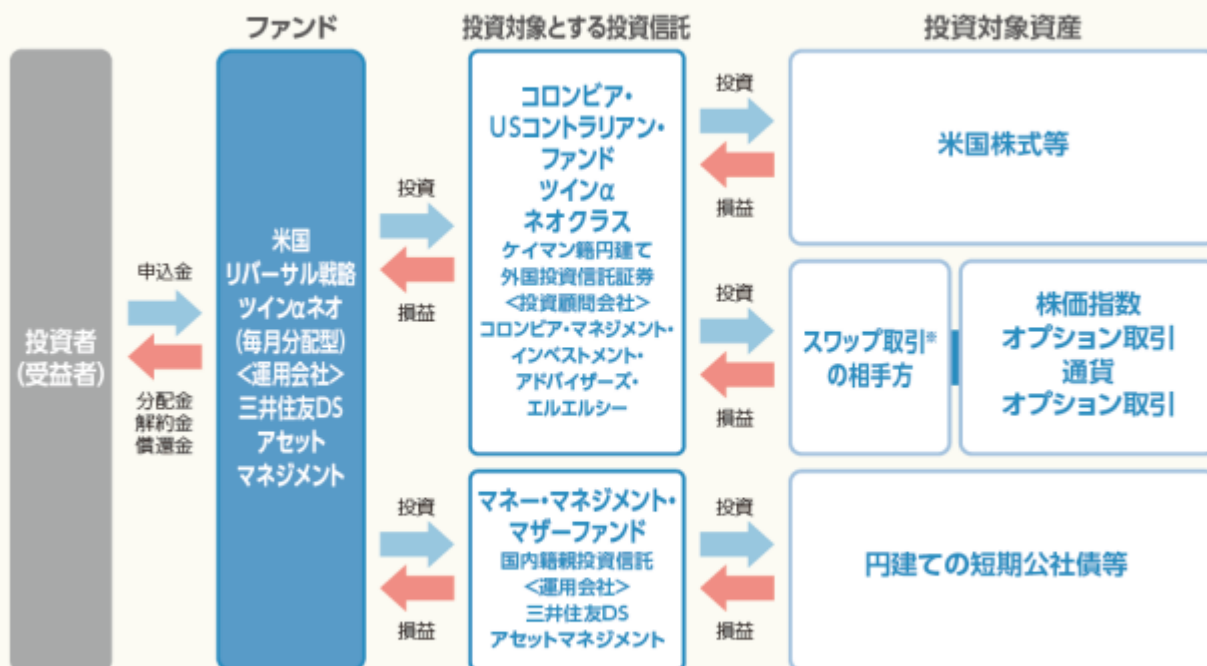 ファンド
投資対象とする投資信託
投資対象資産
投資者
(受益者)
申込金
分配金
解約金
償還金
米国
リバーサル戦略
ツインαネオ
(毎月分配型)
<運用会社>
三井住友DS
アセット
マネジメント
投資
損益
投資
損益
コロンビア・
USコントラリアン・
ファンド
ツインα
ネオクラス
ケイマン籍円建て
外国投資信託証券
<投資顧問会社>
コロンビア・マネジメント・
インベストメント・
アドバイザーズ・
エルエルシー
マネー・マネジメント・
マザーファンド
国内籍親投資信託
<運用会社>
三井住友DS
アセットマネジメント
投資
損益
投資
損益
投資
損益
米国株式等
スワップ取引※
の相手方
株価指数
オプション取引
通貨
オプション取引
円建ての短期公社債等